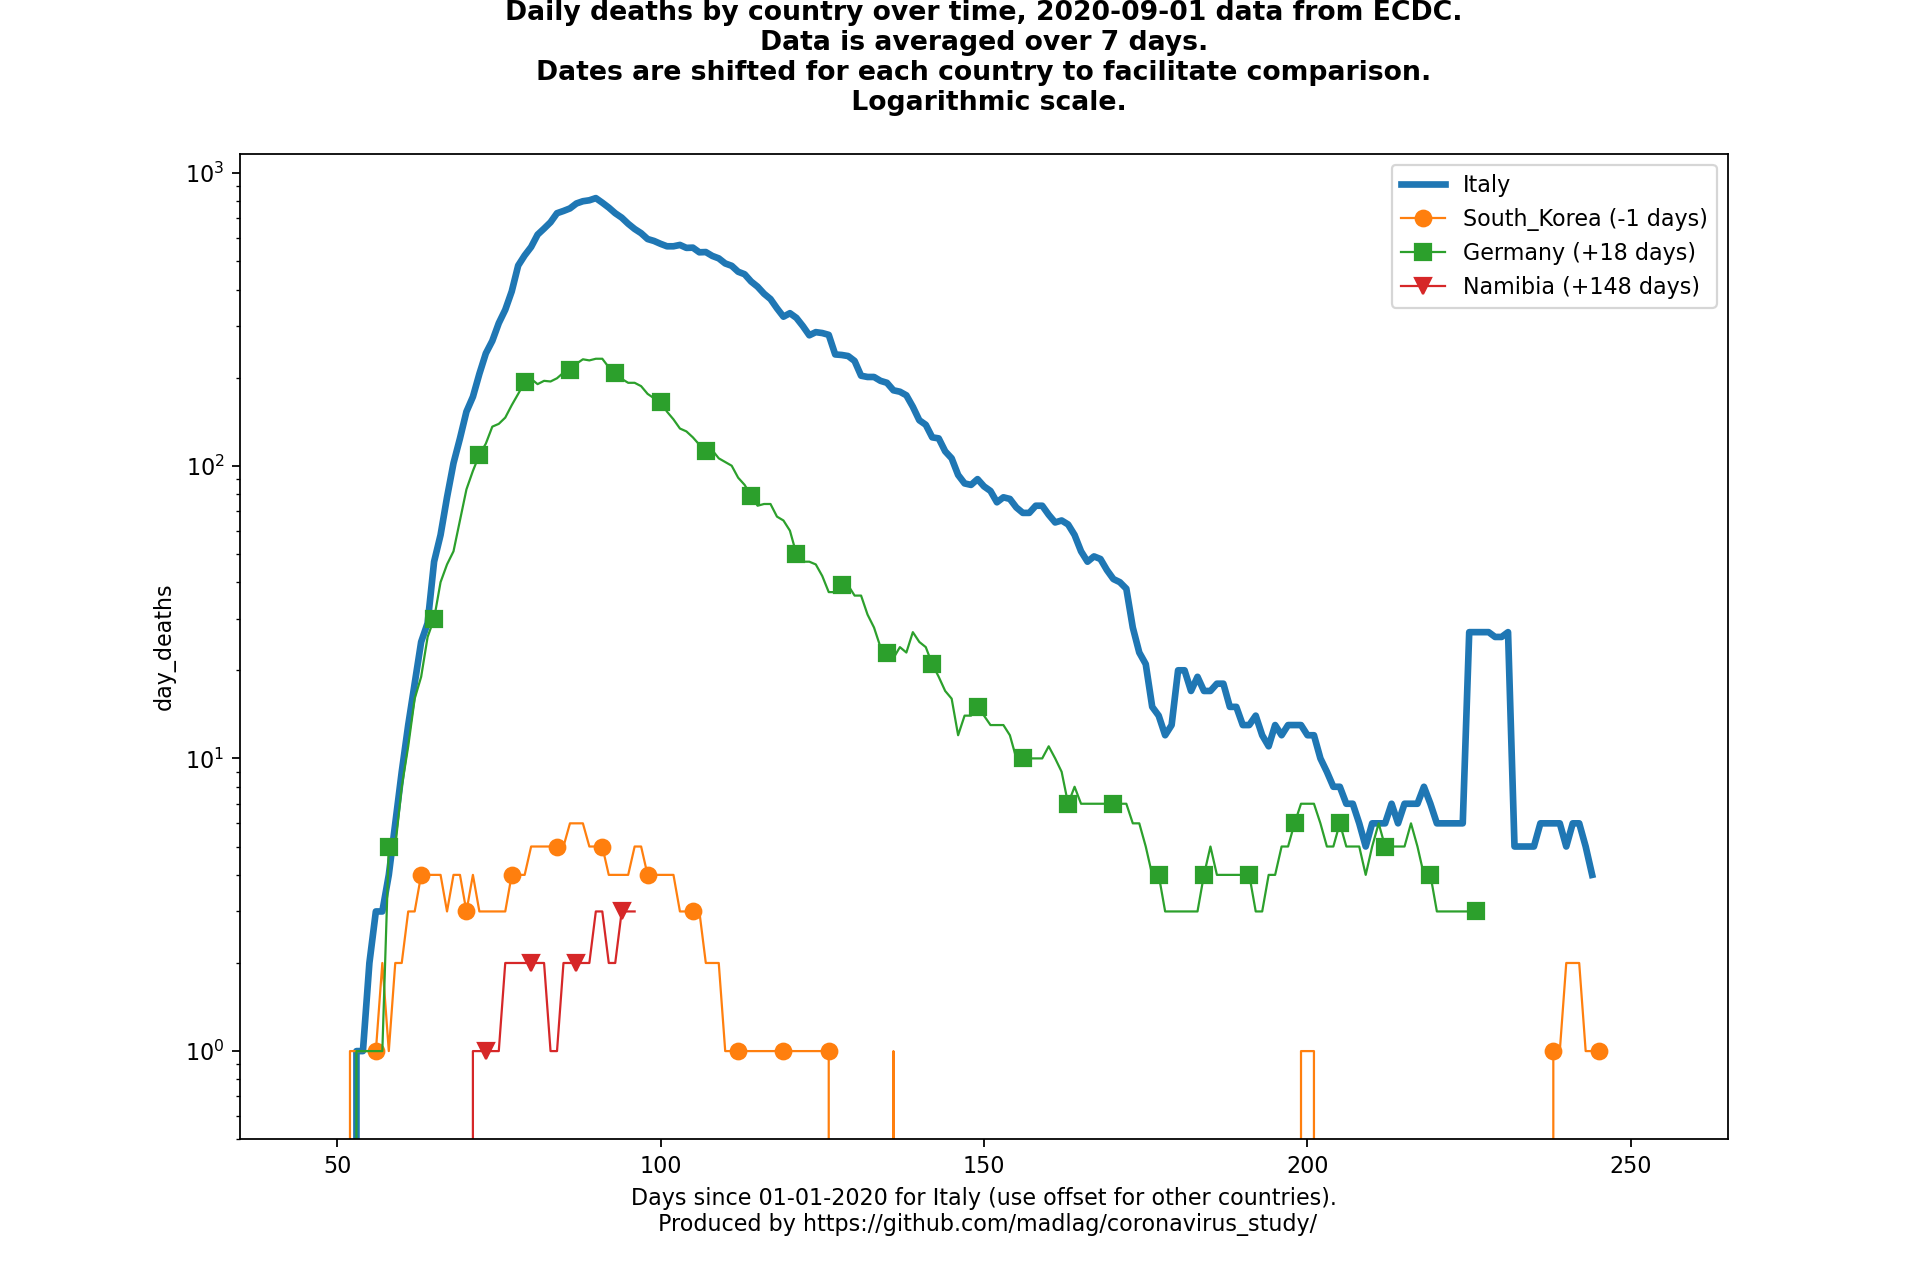 Daily deaths by country over time, 2020-09-01 data from ECDC.
Data is averaged over 7 days.
Dates are shifted for each country to facilitate comparison.
Logarithmic scale.
10³
10²
10¹
10⁰
day_deaths
Italy
South_Korea (-1 days)
Germany (+18 days)
Namibia (+148 days)
50 100 150 200 250
Days since 01-01-2020 for Italy (use offset for other countries).
Produced by https://github.com/madlag/coronavirus_study/